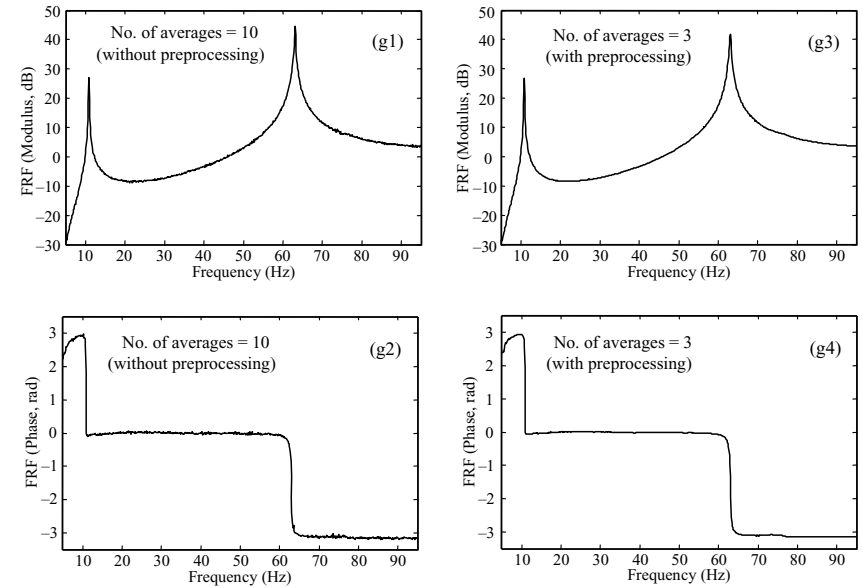 50
40
30
20
10
0
−10
−20
−30
FRF (Modulus, dB)
No. of averages = 10
(without preprocessing)
(g1)
10 20 30 40 50 60 70 80 90
Frequency (Hz)
50
40
30
20
10
0
−10
−20
−30
FRF (Modulus, dB)
No. of averages = 3
(with preprocessing)
(g3)
10 20 30 40 50 60 70 80 90
Frequency (Hz)
3
2
1
0
−1
−2
−3
FRF (Phase, rad)
No. of averages = 10
(without preprocessing)
(g2)
10 20 30 40 50 60 70 80 90
Frequency (Hz)
3
2
1
0
−1
−2
−3
FRF (Phase, rad)
No. of averages = 3
(with preprocessing)
(g4)
10 20 30 40 50 60 70 80 90
Frequency (Hz)